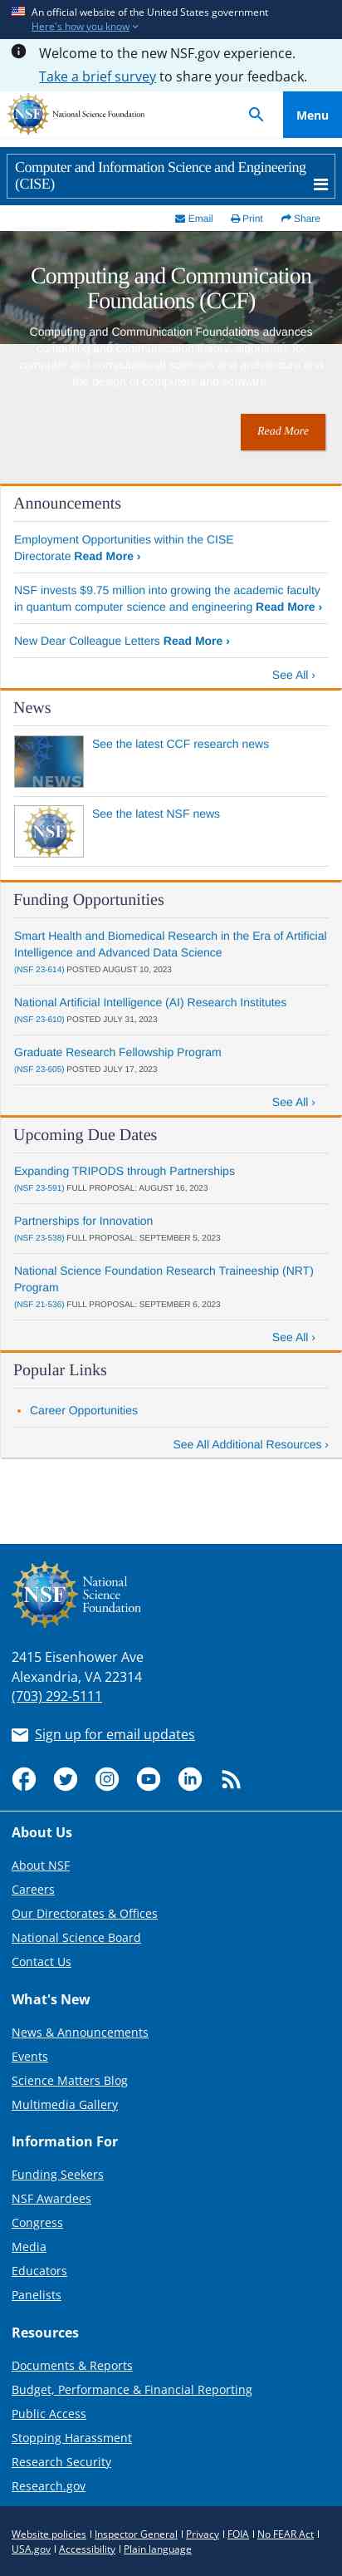 An official website of the United States government
Here's how you know
Welcome to the new NSF.gov experience.
Take a brief survey to share your feedback.
NSF National Science Foundation
Menu
Computer and Information Science and Engineering
(CISE)
Email Print Share
Computing and Communication
Foundations (CCF)
Computing and Communication Foundations advances
computing and communication theory, algorithms for
computer and computational sciences and architecture and
the design of computers and software.
Read More
Announcements
Employment Opportunities within the CISE
Directorate Read More ›
NSF invests $9.75 million into growing the academic faculty
in quantum computer science and engineering Read More ›
New Dear Colleague Letters Read More ›
See All ›
News
NSF
NEWS
See the latest CCF research news
NSF
See the latest NSF news
Funding Opportunities
Smart Health and Biomedical Research in the Era of Artificial
Intelligence and Advanced Data Science
(NSF 23-614) POSTED AUGUST 10, 2023
National Artificial Intelligence (AI) Research Institutes
(NSF 23-610) POSTED JULY 31, 2023
Graduate Research Fellowship Program
(NSF 23-605) POSTED JULY 17, 2023
See All ›
Upcoming Due Dates
Expanding TRIPODS through Partnerships
(NSF 23-591) FULL PROPOSAL: AUGUST 16, 2023
Partnerships for Innovation
(NSF 23-538) FULL PROPOSAL: SEPTEMBER 5, 2023
National Science Foundation Research Traineeship (NRT)
Program
(NSF 21-536) FULL PROPOSAL: SEPTEMBER 6, 2023
See All ›
Popular Links
Career Opportunities
See All Additional Resources ›
NSF
National
Science
Foundation
2415 Eisenhower Ave
Alexandria, VA 22314
(703) 292-5111
Sign up for email updates
About Us
About NSF
Careers
Our Directorates & Offices
National Science Board
Contact Us
What's New
News & Announcements
Events
Science Matters Blog
Multimedia Gallery
Information For
Funding Seekers
NSF Awardees
Congress
Media
Educators
Panelists
Resources
Documents & Reports
Budget, Performance & Financial Reporting
Public Access
Stopping Harassment
Research Security
Research.gov
Website policies | Inspector General | Privacy | FOIA | No FEAR Act |
USA.gov | Accessibility | Plain language